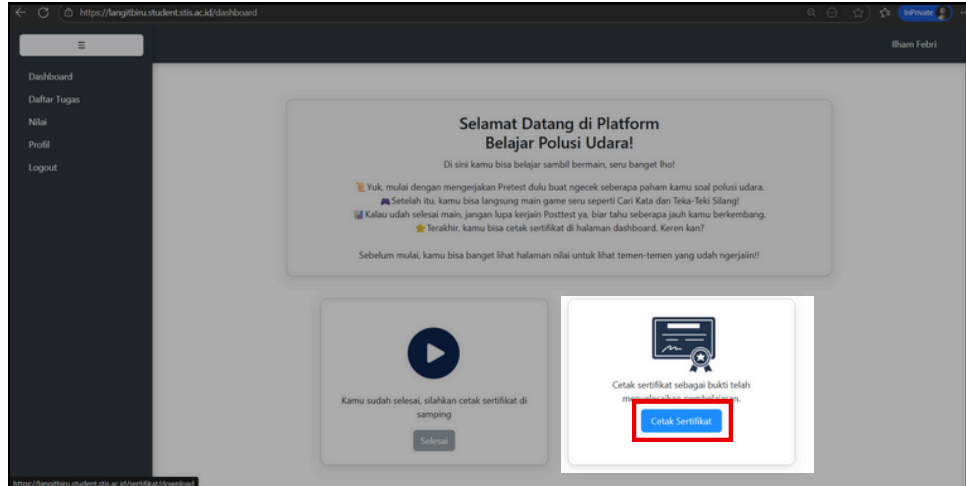 https://langitbiru.student.stis.ac.id/dashboard
InPrivate
☰
Ilham Febri
Dashboard
Daftar Tugas
Nilai
Profil
Logout
Selamat Datang di Platform
Belajar Polusi Udara!
Di sini kamu bisa belajar sambil bermain, seru banget lho!
📜 Yuk, mulai dengan mengerjakan Pretest dulu buat ngecek seberapa paham kamu soal polusi udara.
🎮 Setelah itu, kamu bisa langsung main game seru seperti Cari Kata dan Teka-Teki Silang!
📊 Kalau udah selesai main, jangan lupa kerjain Posttest ya, biar tahu seberapa jauh kamu berkembang.
⭐ Terakhir, kamu bisa cetak sertifikat di halaman dashboard. Keren kan?
Sebelum mulai, kamu bisa banget lihat halaman nilai untuk lihat temen-temen yang udah ngerjaiin!!
Kamu sudah selesai, silahkan cetak sertifikat di
samping
Selesai
Cetak sertifikat sebagai bukti telah
menyelesaikan pembelajaran.
Cetak Sertifikat
https://langitbiru.student.stis.ac.id/sertifikat/download